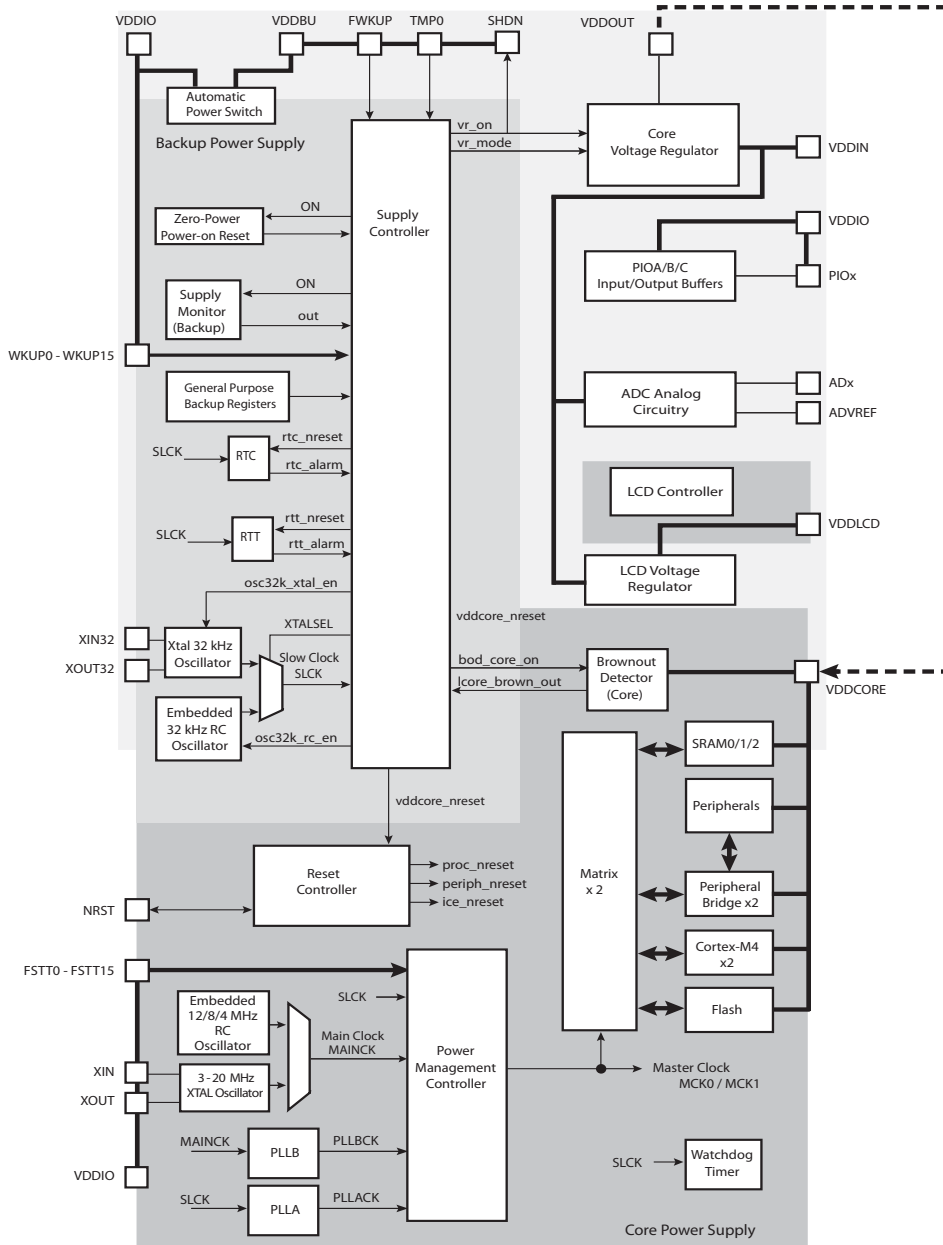 VDDIO
VDDBU
FWKUP
TMP0
SHDN
VDDOUT
Automatic
Power Switch
Backup Power Supply
vr_on
vr_mode
Core
Voltage Regulator
VDDIN
Supply
Controller
ON
Zero-Power
Power-on Reset
VDDIO
PIOA/B/C
Input/Output Buffers
PIOx
ON
Supply
Monitor
(Backup)
out
WKUP0 - WKUP15
General Purpose
Backup Registers
ADC Analog
Circuitry
ADx
ADVREF
rtc_nreset
SLCK
RTC
rtc_alarm
LCD Controller
rtt_nreset
SLCK
RTT
rtt_alarm
VDDLCD
LCD Voltage
Regulator
osc32k_xtal_en
vddcore_nreset
XTALSEL
XIN32
XOUT32
Xtal 32 kHz
Oscillator
Slow Clock
SLCK
bod_core_on
lcore_brown_out
Brownout
Detector
(Core)
VDDCORE
Embedded
32 kHz RC
Oscillator
osc32k_rc_en
SRAM0/1/2
vddcore_nreset
Peripherals
Reset
Controller
proc_nreset
periph_nreset
ice_nreset
Matrix
x 2
Peripheral
Bridge x2
NRST
Cortex-M4
x2
FSTT0 - FSTT15
SLCK
Flash
Embedded
12/8/4 MHz
RC
Oscillator
Main Clock
MAINCK
Power
Management
Controller
XIN
XOUT
3 - 20 MHz
XTAL Oscillator
Master Clock
MCK0 / MCK1
MAINCK
PLLB
PLLBCK
VDDIO
SLCK
Watchdog
Timer
SLCK
PLLA
PLLACK
Core Power Supply